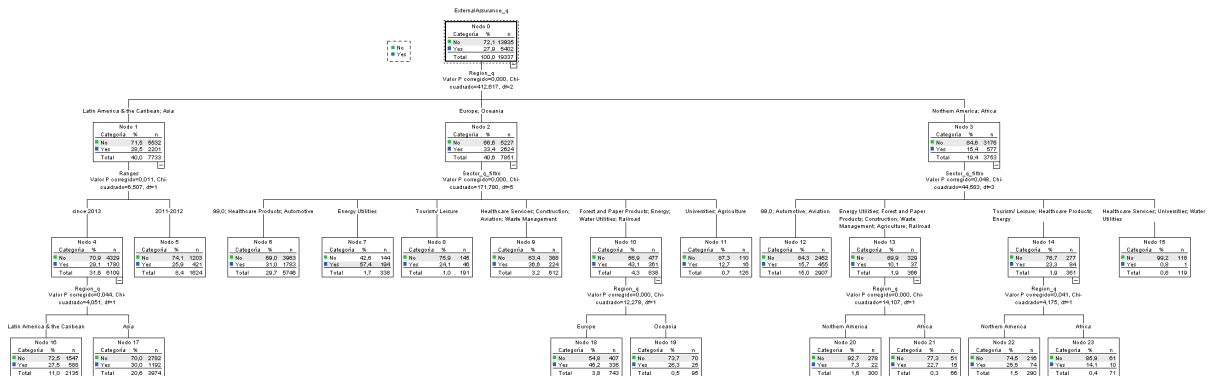 ExternalAssurance_q
Nodo 0
Categoría % n
No 72,1 13935
Yes 27,9 5402
Total 100,0 19337
No
Yes
Region_q
Valor P corregido=0,000, Chi-
cuadrado=412,617, df=2
Latin America & the Caribean; Asia
Europe; Oceania
Northern America; Africa
Nodo 1
Categoría % n
No 71,5 5532
Yes 28,5 2201
Total 40,0 7733
Nodo 2
Categoría % n
No 66,6 5227
Yes 33,4 2624
Total 40,6 7851
Nodo 3
Categoría % n
No 84,6 3176
Yes 15,4 577
Total 19,4 3753
Ranges
Valor P corregido=0,011, Chi-
cuadrado=6,507, df=1
Sector_q_filtro
Valor P corregido=0,000, Chi-
cuadrado=171,780, df=5
Sector_q_filtro
Valor P corregido=0,048, Chi-
cuadrado=44,583, df=3
since 2013
2011-2012
99,0; Healthcare Products; Automotive
Energy Utilities
Tourism/ Leisure
Healthcare Services; Construction;
Aviation; Waste Management
Forest and Paper Products; Energy;
Water Utilities; Railroad
Universities; Agriculture
99,0; Automotive; Aviation
Energy Utilities; Forest and Paper
Products; Construction; Waste
Management; Agriculture; Railroad
Tourism/ Leisure; Healthcare Products;
Energy
Healthcare Services; Universities; Water
Utilities
Nodo 4
Categoría % n
No 70,9 4329
Yes 29,1 1780
Total 31,6 6109
Nodo 5
Categoría % n
No 74,1 1203
Yes 25,9 421
Total 8,4 1624
Nodo 6
Categoría % n
No 69,0 3963
Yes 31,0 1783
Total 29,7 5746
Nodo 7
Categoría % n
No 42,6 144
Yes 57,4 194
Total 1,7 338
Nodo 8
Categoría % n
No 75,9 145
Yes 24,1 46
Total 1,0 191
Nodo 9
Categoría % n
No 63,4 388
Yes 36,6 224
Total 3,2 612
Nodo 10
Categoría % n
No 56,9 477
Yes 43,1 361
Total 4,3 838
Nodo 11
Categoría % n
No 87,3 110
Yes 12,7 16
Total 0,7 126
Nodo 12
Categoría % n
No 84,3 2452
Yes 15,7 455
Total 15,0 2907
Nodo 13
Categoría % n
No 89,9 329
Yes 10,1 37
Total 1,9 366
Nodo 14
Categoría % n
No 76,7 277
Yes 23,3 84
Total 1,9 361
Nodo 15
Categoría % n
No 99,2 118
Yes 0,8 1
Total 0,6 119
Region_q
Valor P corregido=0,044, Chi-
cuadrado=4,051, df=1
Region_q
Valor P corregido=0,000, Chi-
cuadrado=12,278, df=1
Region_q
Valor P corregido=0,000, Chi-
cuadrado=14,107, df=1
Region_q
Valor P corregido=0,041, Chi-
cuadrado=4,175, df=1
Latin America & the Caribean
Asia
Europe
Oceania
Northern America
Africa
Northern America
Africa
Nodo 16
Categoría % n
No 72,5 1547
Yes 27,5 588
Total 11,0 2135
Nodo 17
Categoría % n
No 70,0 2782
Yes 30,0 1192
Total 20,6 3974
Nodo 18
Categoría % n
No 54,8 407
Yes 45,2 336
Total 3,8 743
Nodo 19
Categoría % n
No 73,7 70
Yes 26,3 25
Total 0,5 95
Nodo 20
Categoría % n
No 92,7 278
Yes 7,3 22
Total 1,6 300
Nodo 21
Categoría % n
No 77,3 51
Yes 22,7 15
Total 0,3 66
Nodo 22
Categoría % n
No 74,5 216
Yes 25,5 74
Total 1,5 290
Nodo 23
Categoría % n
No 85,9 61
Yes 14,1 10
Total 0,4 71